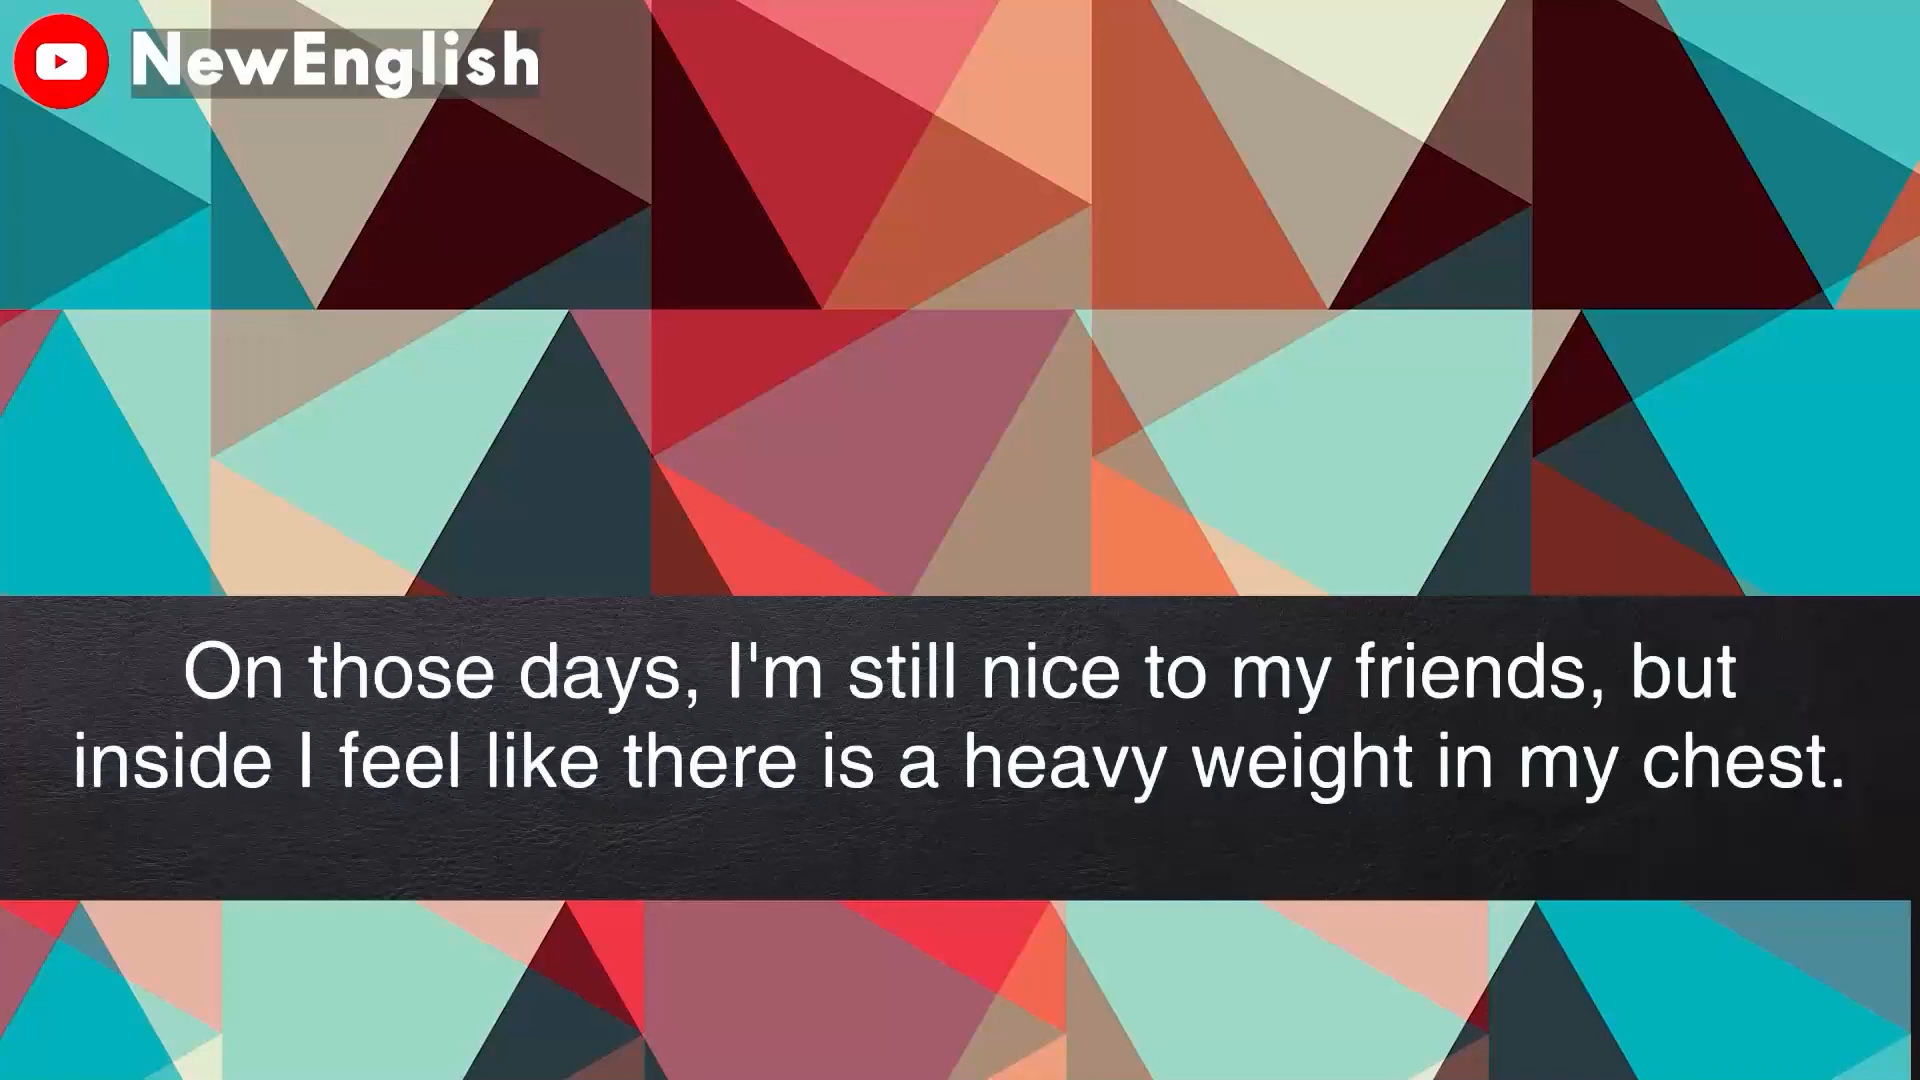 NewEnglish
On those days, I'm still nice to my friends, but
inside I feel like there is a heavy weight in my chest.